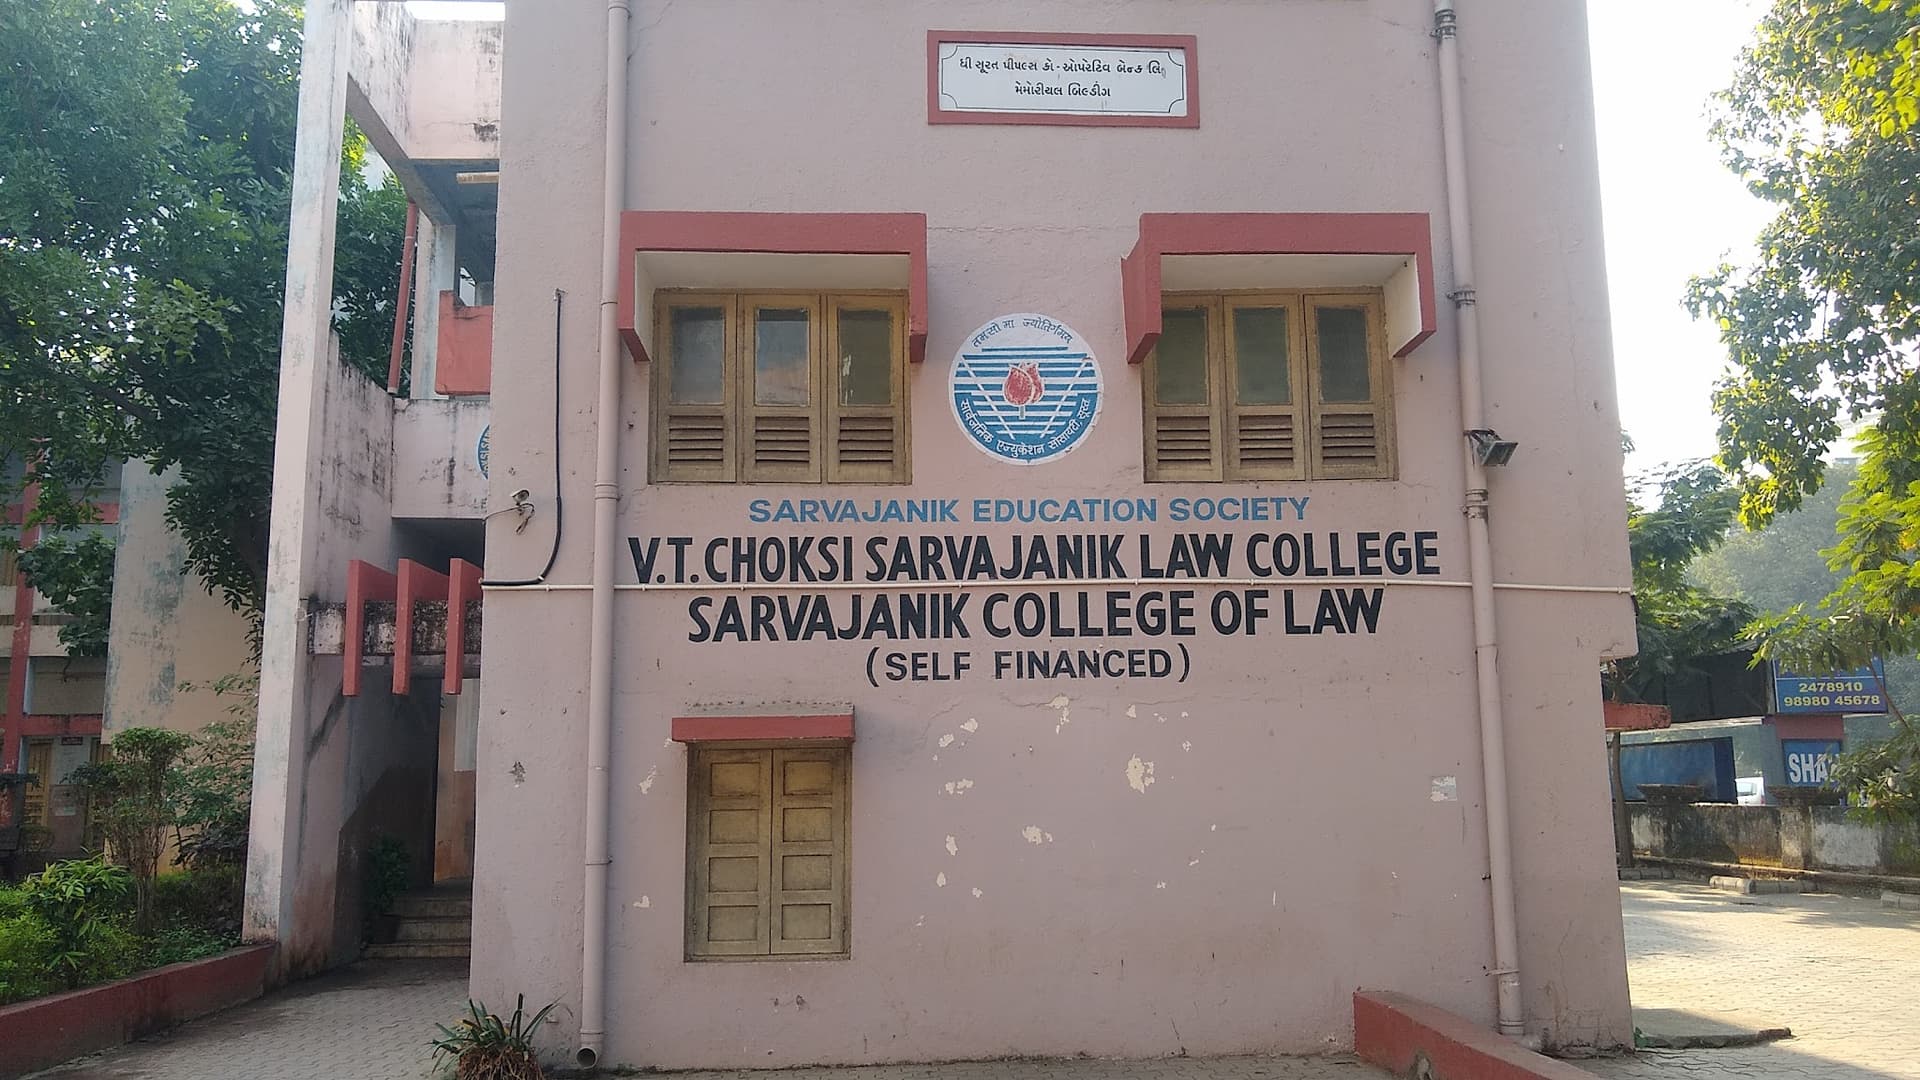 ધી સૂરત પીપલ્સ કો-ઓપરેટિવ બેન્ક લિ.
મેમોરીયલ બિલ્ડીંગ
तमसो मा ज्योतिर्गमय
सार्वजनिक एज्युकेशन सोसायटी, सूरत
SARVAJANIK EDUCATION SOCIETY
V.T. CHOKSI SARVAJANIK LAW COLLEGE
SARVAJANIK COLLEGE OF LAW
(SELF FINANCED)
2478910
98980 45678